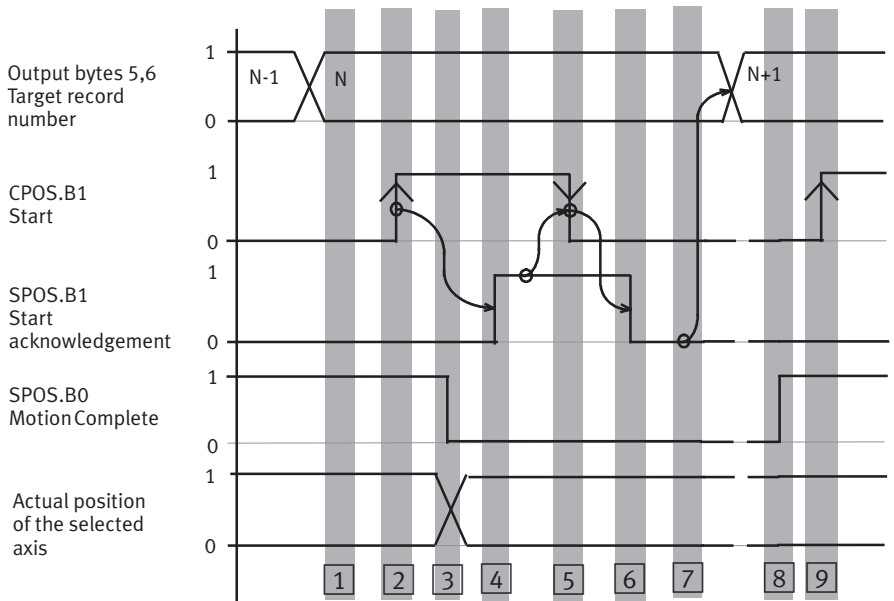 Output bytes 5,6
Target record
number
1
0
N-1
N
N+1
CPOS.B1
Start
1
0
SPOS.B1
Start
acknowledgement
1
0
SPOS.B0
Motion Complete
1
0
Actual position
of the selected
axis
1
0
1 2 3 4 5 6 7 8 9